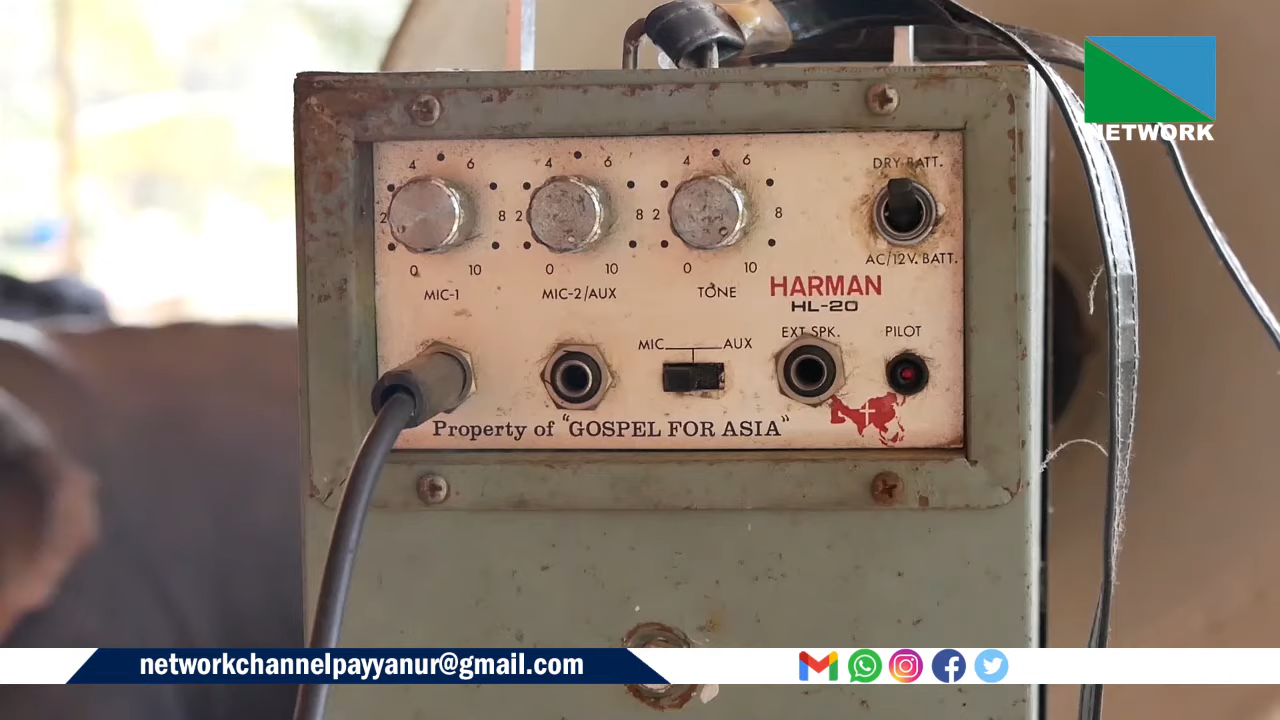 NETWORK
4 6
4 6
4 6
DRY BATT.
2 8
2 8
2 8
0 10
0 10
0 10
AC/12V. BATT.
MIC-1
MIC-2/AUX
TONE
HARMAN
HL-20
MIC AUX
EXT SPK.
PILOT
Property of "GOSPEL FOR ASIA"
networkchannelpayyanur@gmail.com